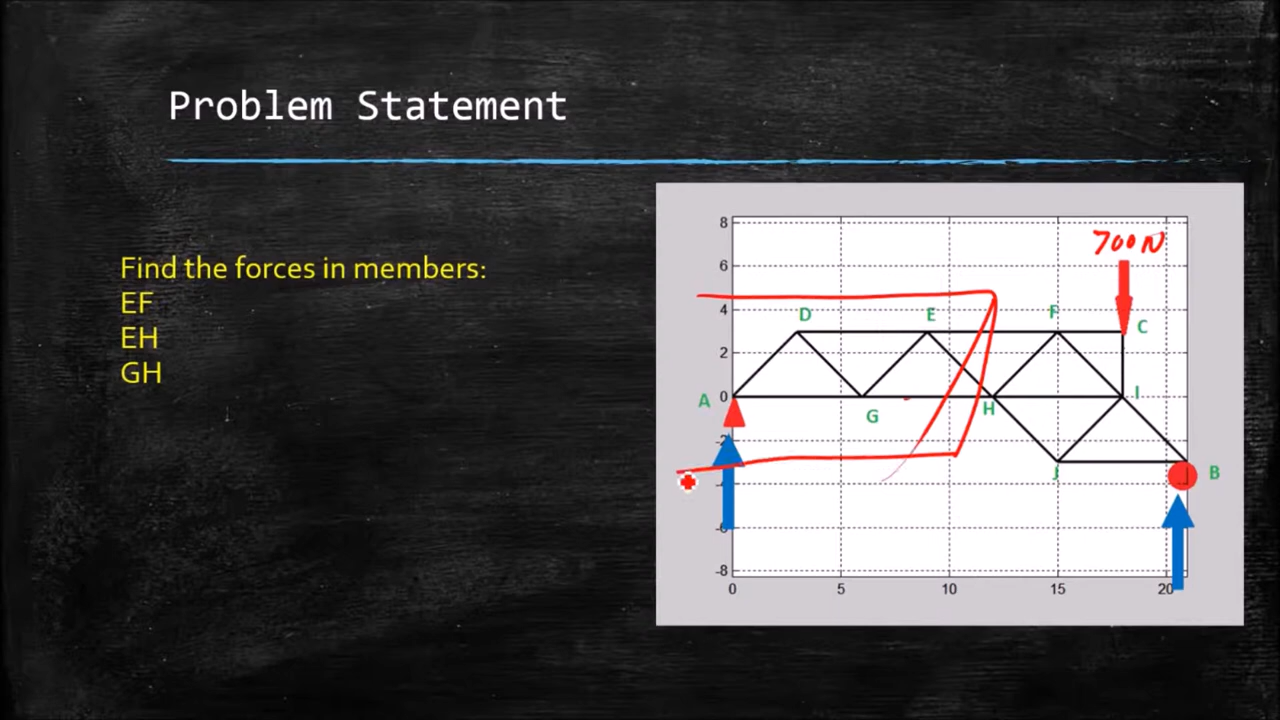 Problem Statement
Find the forces in members:
EF
EH
GH
8
700 N
6
4
D
E
F
C
2
A
0
G
H
I
-2
J
B
-4
-6
-8
0
5
10
15
20